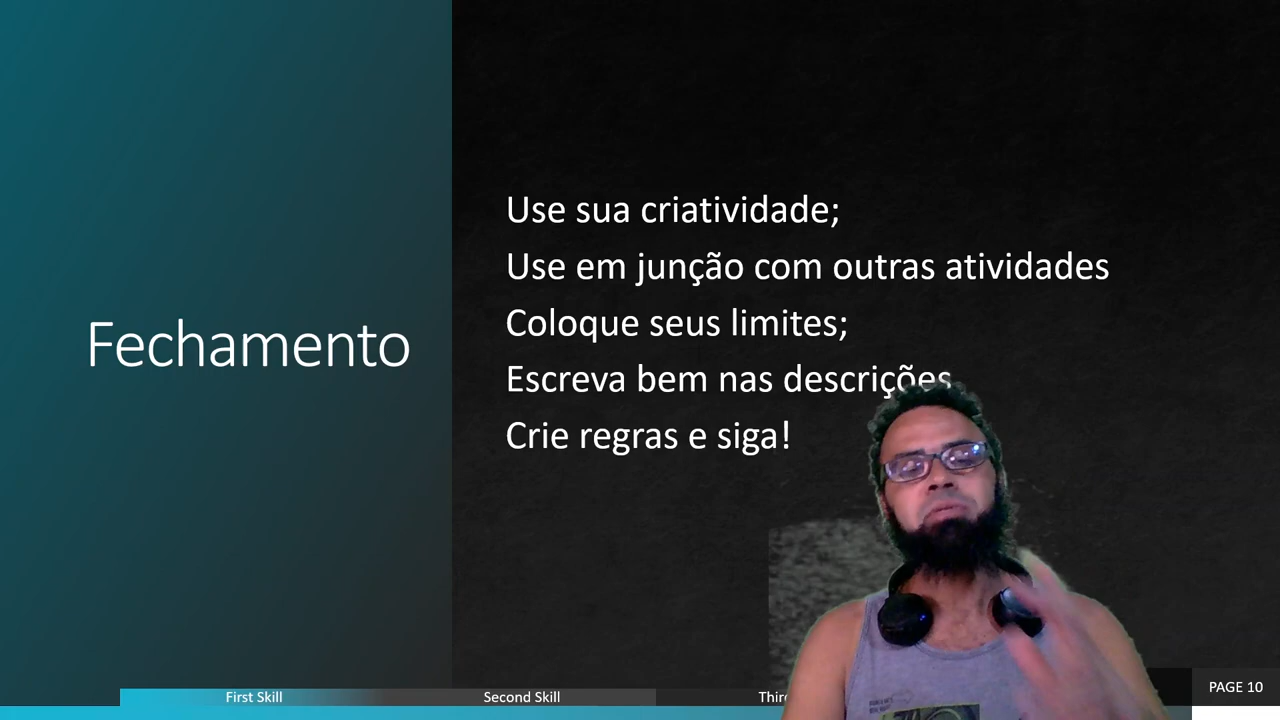 Fechamento
Use sua criatividade;
Use em junção com outras atividades
Coloque seus limites;
Escreva bem nas descrições
Crie regras e siga!
First Skill
Second Skill
PAGE 10